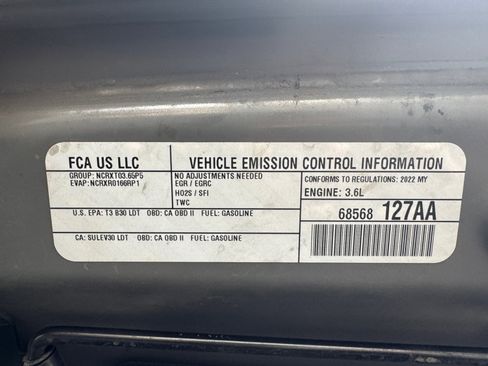 FCA US LLC
VEHICLE EMISSION CONTROL INFORMATION
GROUP: NCRXT03.65P5
EVAP: NCRXR0166RP1
NO ADJUSTMENTS NEEDED
EGR / EGRC
HO2S / SFI
TWC
CONFORMS TO REGULATIONS: 2022 MY
ENGINE: 3.6L
U.S. EPA: T3 B30 LDT OBD: CA OBD II FUEL: GASOLINE
68568 127AA
CA: SULEV30 LDT OBD: CA OBD II FUEL: GASOLINE